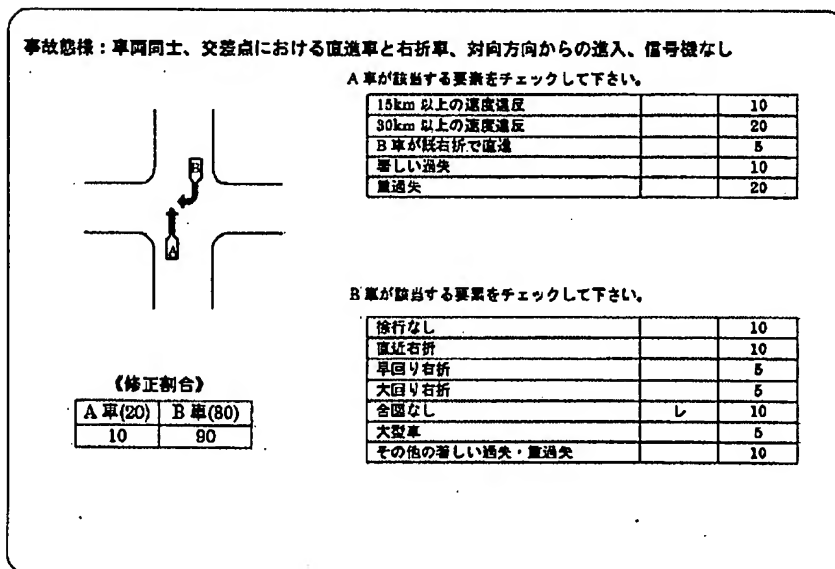 事故態様：車両同士、交差点における直進車と右折車、対向方向からの進入、信号機なし
A車が該当する要素をチェックして下さい。
15km 以上の速度違反 10
30km 以上の速度違反 20
B車が既右折で直進 5
著しい過失 10
重過失 20
B
A
B車が該当する要素をチェックして下さい。
徐行なし 10
直近右折 10
早回り右折 5
大回り右折 5
合図なし レ 10
大型車 5
その他の著しい過失・重過失 10
《修正割合》
A車(20) B車(80)
10 90